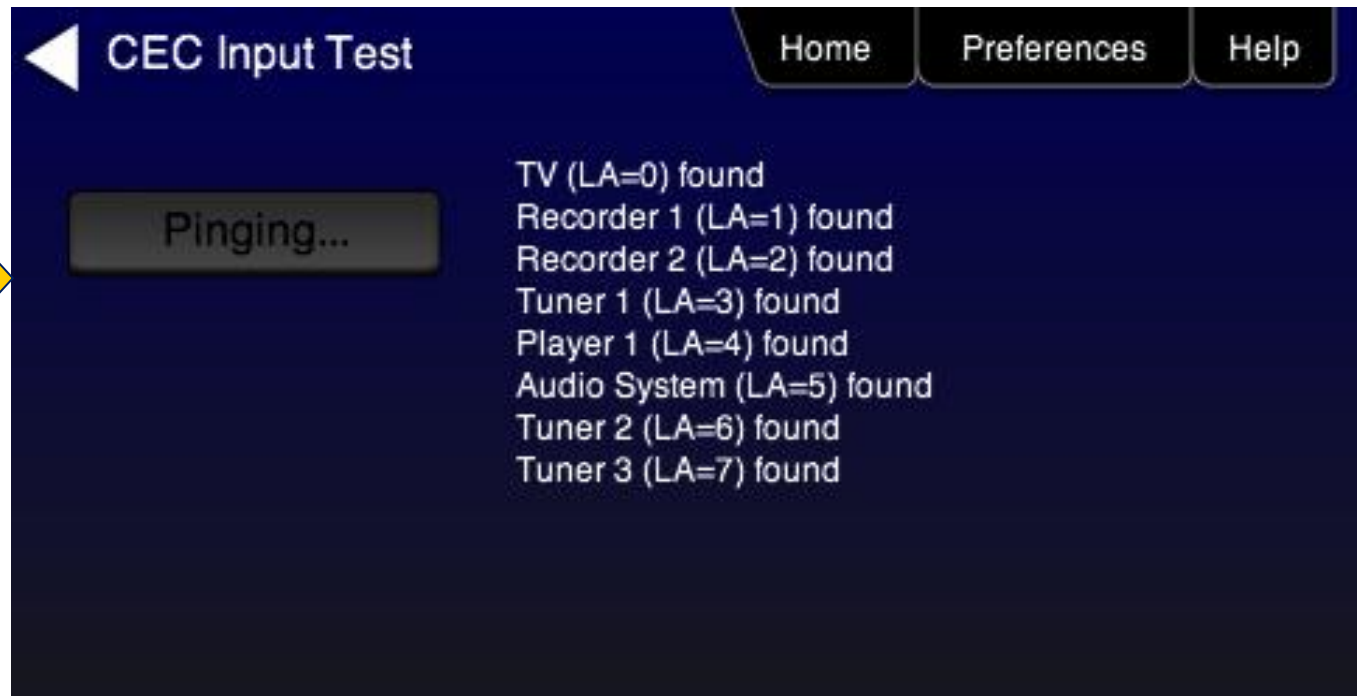 CEC Input Test
Home
Preferences
Help
Pinging...
TV (LA=0) found
Recorder 1 (LA=1) found
Recorder 2 (LA=2) found
Tuner 1 (LA=3) found
Player 1 (LA=4) found
Audio System (LA=5) found
Tuner 2 (LA=6) found
Tuner 3 (LA=7) found